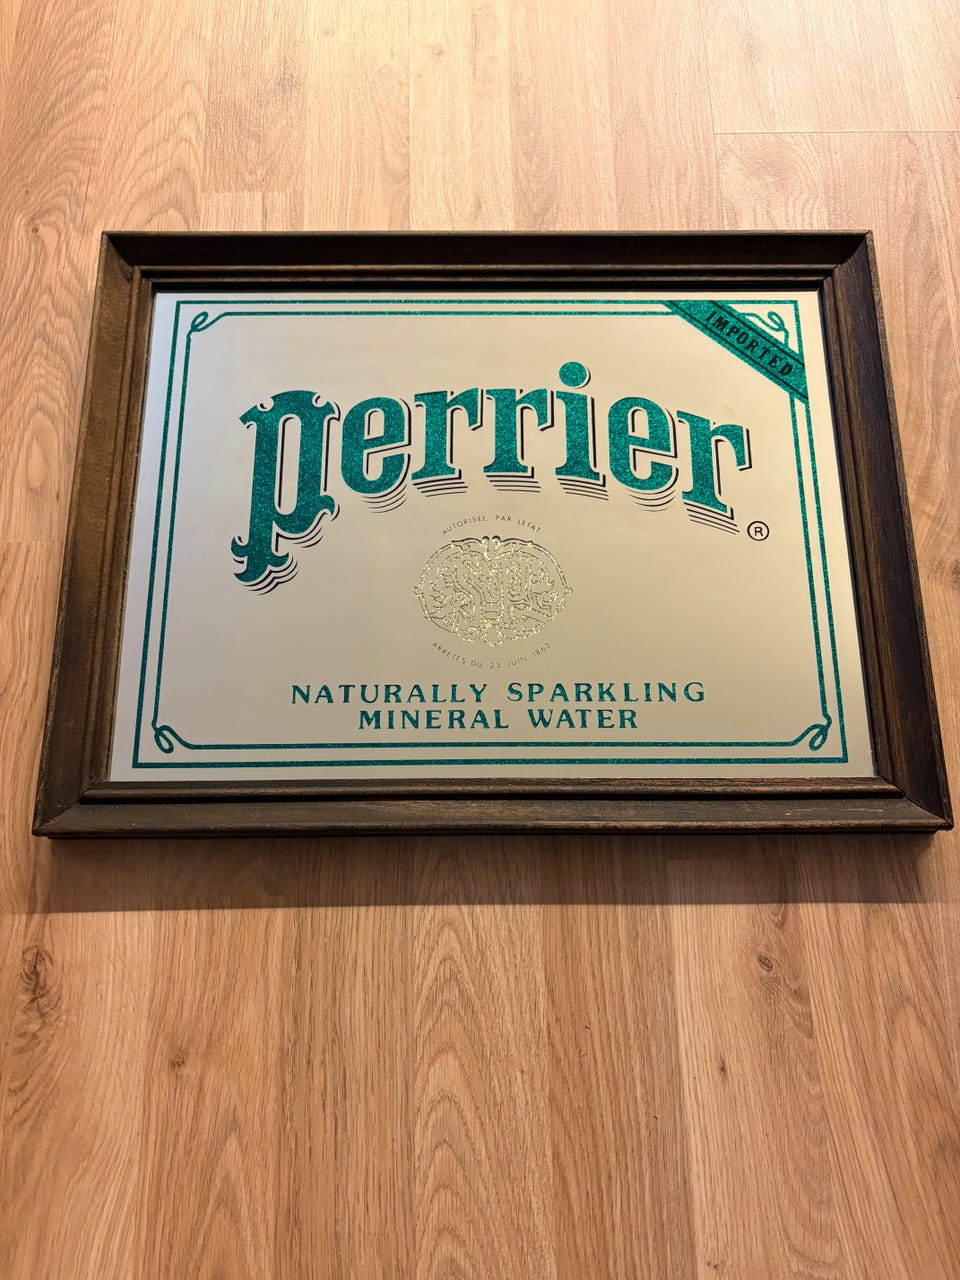 IMPORTED
perrier ®
AUTORISEE PAR LETAT
ARRETES DU 23 JUIN 1863
NATURALLY SPARKLING
MINERAL WATER